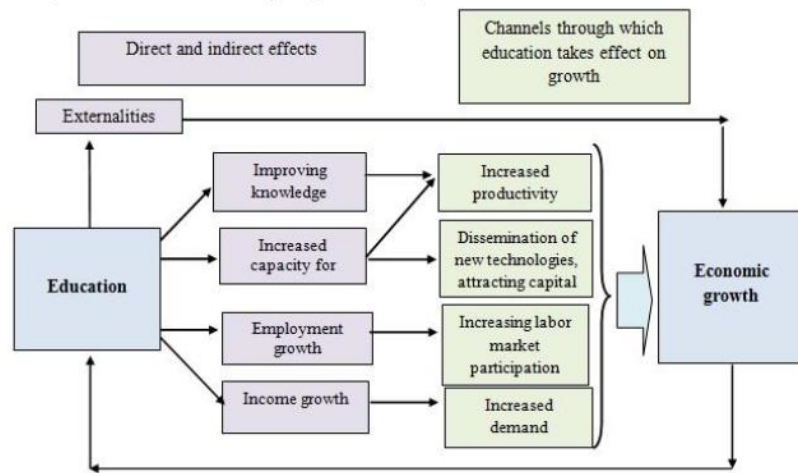 Direct and indirect effects
Channels through which
education takes effect on
growth
Externalities
Improving
knowledge
Increased
productivity
Increased
capacity for
Dissemination of
new technologies,
attracting capital
Education
Economic
growth
Employment
growth
Increasing labor
market
participation
Income growth
Increased
demand